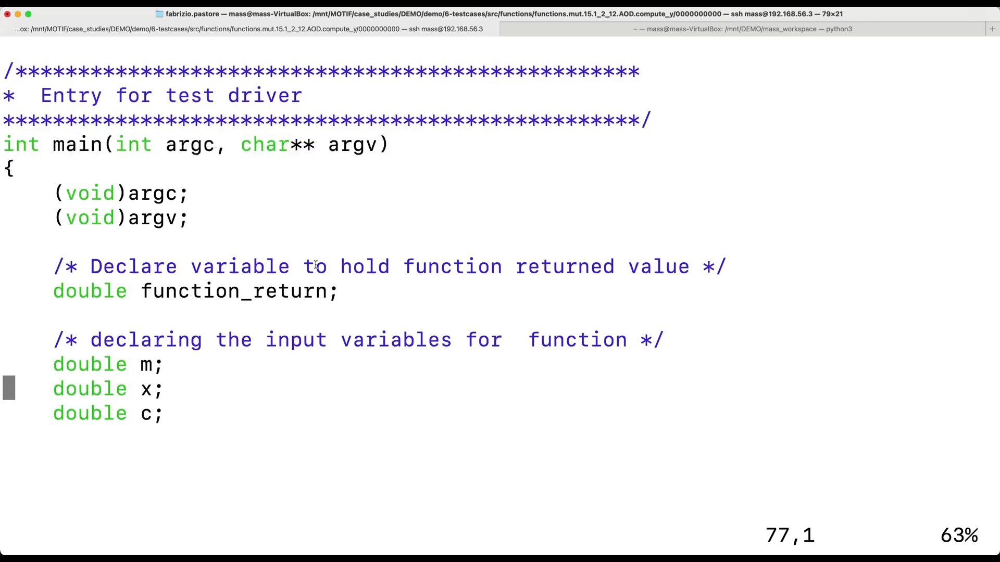 fabrizio.pastore — mass@mass-VirtualBox: /mnt/MOTIF/case_studies/DEMO/demo/6-testcases/src/functions/functions.mut.15.1_2_12.AOD.compute_y/0000000000 — ssh mass@192.168.56.3 — 79×21
...ox: /mnt/MOTIF/case_studies/DEMO/demo/6-testcases/src/functions/functions.mut.15.1_2_12.AOD.compute_y/0000000000 — ssh mass@192.168.56.3
~ — mass@mass-VirtualBox: /mnt/DEMO/mass_workspace — python3
+
/**************************************************
*  Entry for test driver
***************************************************/
int main(int argc, char** argv)
{
    (void)argc;
    (void)argv;
    /* Declare variable to hold function returned value */
    double function_return;
    /* declaring the input variables for  function */
    double m;
    double x;
    double c;
77,1          63%